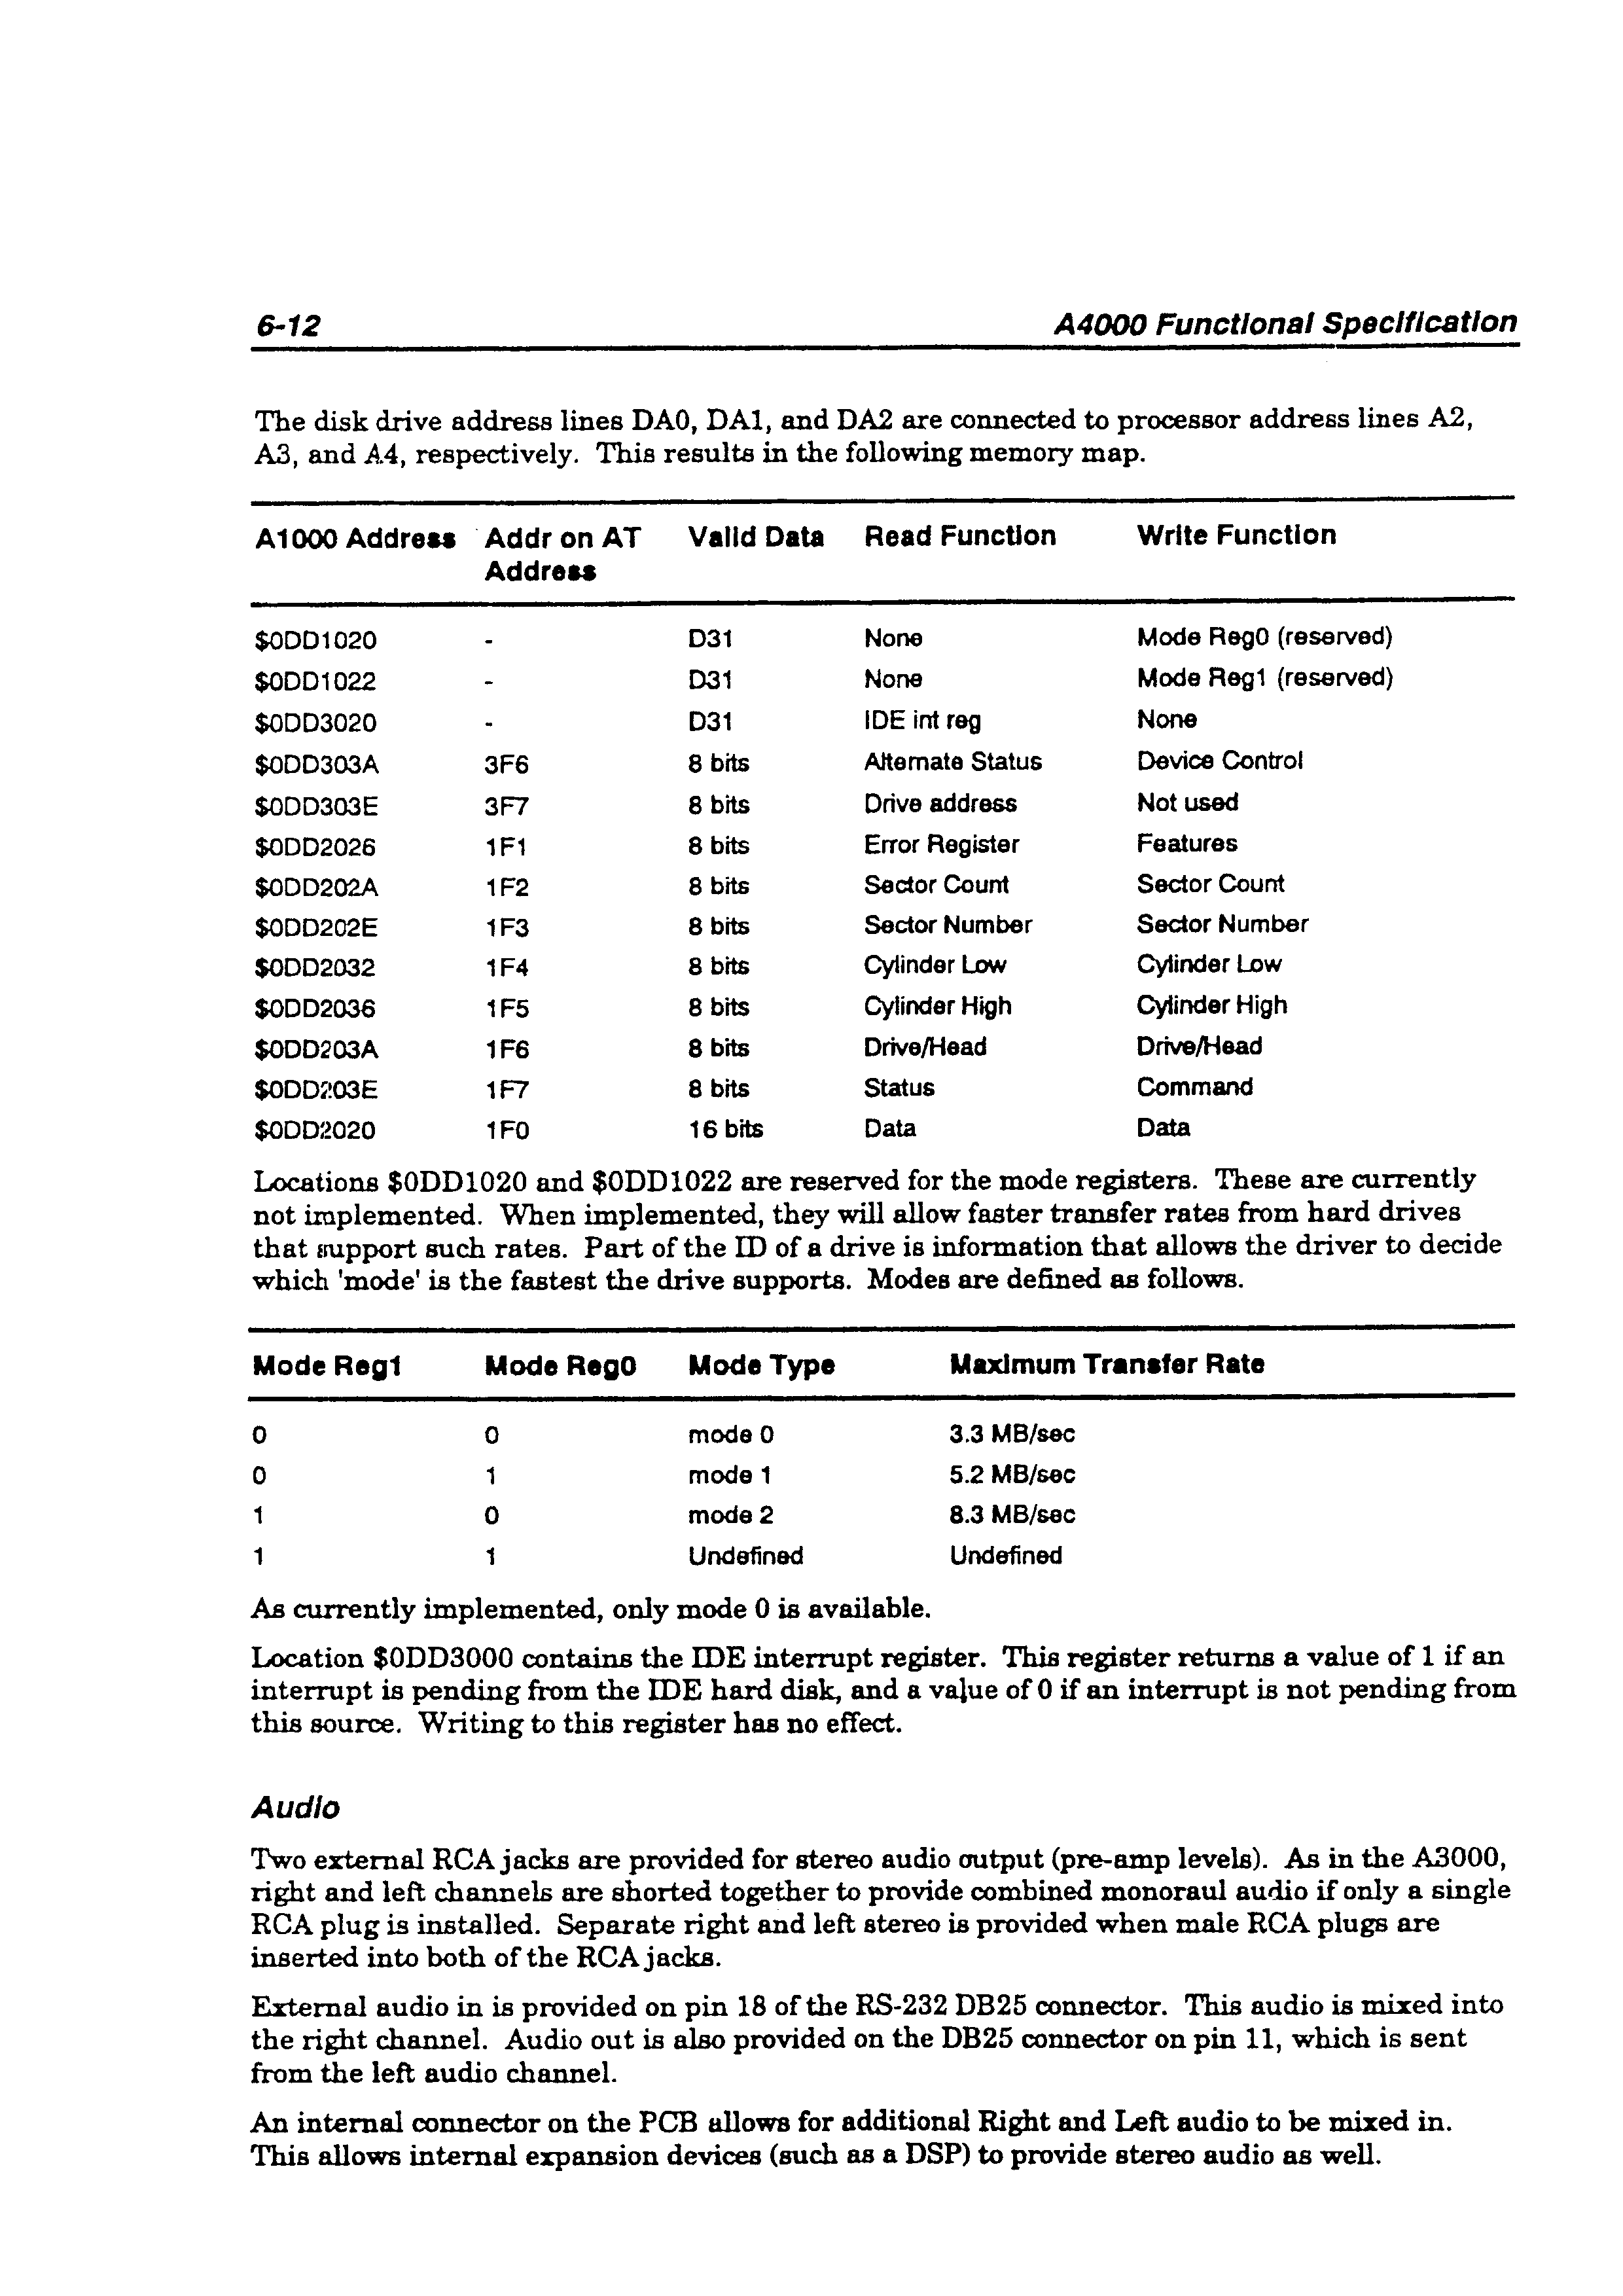 6-12 A4000 Functional Specification
The disk drive address lines DA0, DA1, and DA2 are connected to processor address lines A2,
A3, and A4, respectively. This results in the following memory map.
A1000 Address Addr on AT Valid Data Read Function Write Function
Address
$0DD1020 - D31 None Mode Reg0 (reserved)
$0DD1022 - D31 None Mode Reg1 (reserved)
$0DD3020 - D31 IDE int reg None
$0DD303A 3F6 8 bits Alternate Status Device Control
$0DD303E 3F7 8 bits Drive address Not used
$0DD2026 1F1 8 bits Error Register Features
$0DD202A 1F2 8 bits Sector Count Sector Count
$0DD202E 1F3 8 bits Sector Number Sector Number
$0DD2032 1F4 8 bits Cylinder Low Cylinder Low
$0DD2036 1F5 8 bits Cylinder High Cylinder High
$0DD203A 1F6 8 bits Drive/Head Drive/Head
$0DD203E 1F7 8 bits Status Command
$0DD2020 1F0 16 bits Data Data
Locations $0DD1020 and $0DD1022 are reserved for the mode registers. These are currently
not implemented. When implemented, they will allow faster transfer rates from hard drives
that support such rates. Part of the ID of a drive is information that allows the driver to decide
which 'mode' is the fastest the drive supports. Modes are defined as follows.
Mode Reg1 Mode Reg0 Mode Type Maximum Transfer Rate
0 0 mode 0 3.3 MB/sec
0 1 mode 1 5.2 MB/sec
1 0 mode 2 8.3 MB/sec
1 1 Undefined Undefined
As currently implemented, only mode 0 is available.
Location $0DD3000 contains the IDE interrupt register. This register returns a value of 1 if an
interrupt is pending from the IDE hard disk, and a value of 0 if an interrupt is not pending from
this source. Writing to this register has no effect.
Audio
Two external RCA jacks are provided for stereo audio output (pre-amp levels). As in the A3000,
right and left channels are shorted together to provide combined monoraul audio if only a single
RCA plug is installed. Separate right and left stereo is provided when male RCA plugs are
inserted into both of the RCA jacks.
External audio in is provided on pin 18 of the RS-232 DB25 connector. This audio is mixed into
the right channel. Audio out is also provided on the DB25 connector on pin 11, which is sent
from the left audio channel.
An internal connector on the PCB allows for additional Right and Left audio to be mixed in.
This allows internal expansion devices (such as a DSP) to provide stereo audio as well.